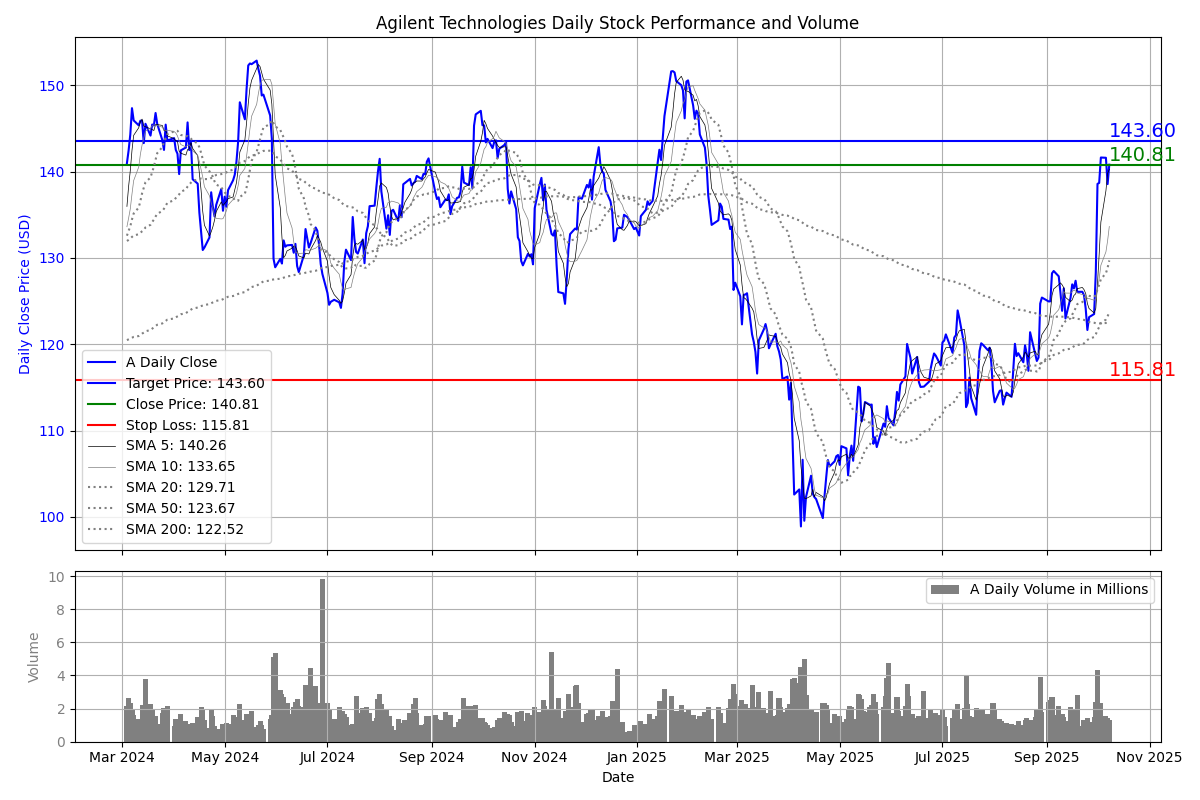 Agilent Technologies Daily Stock Performance and Volume
Daily Close Price (USD)
150
140
130
120
110
100
143.60
140.81
115.81
A Daily Close
Target Price: 143.60
Close Price: 140.81
Stop Loss: 115.81
SMA 5: 140.26
SMA 10: 133.65
SMA 20: 129.71
SMA 50: 123.67
SMA 200: 122.52
Volume
10
8
6
4
2
0
A Daily Volume in Millions
Mar 2024 May 2024 Jul 2024 Sep 2024 Nov 2024 Jan 2025 Mar 2025 May 2025 Jul 2025 Sep 2025 Nov 2025
Date